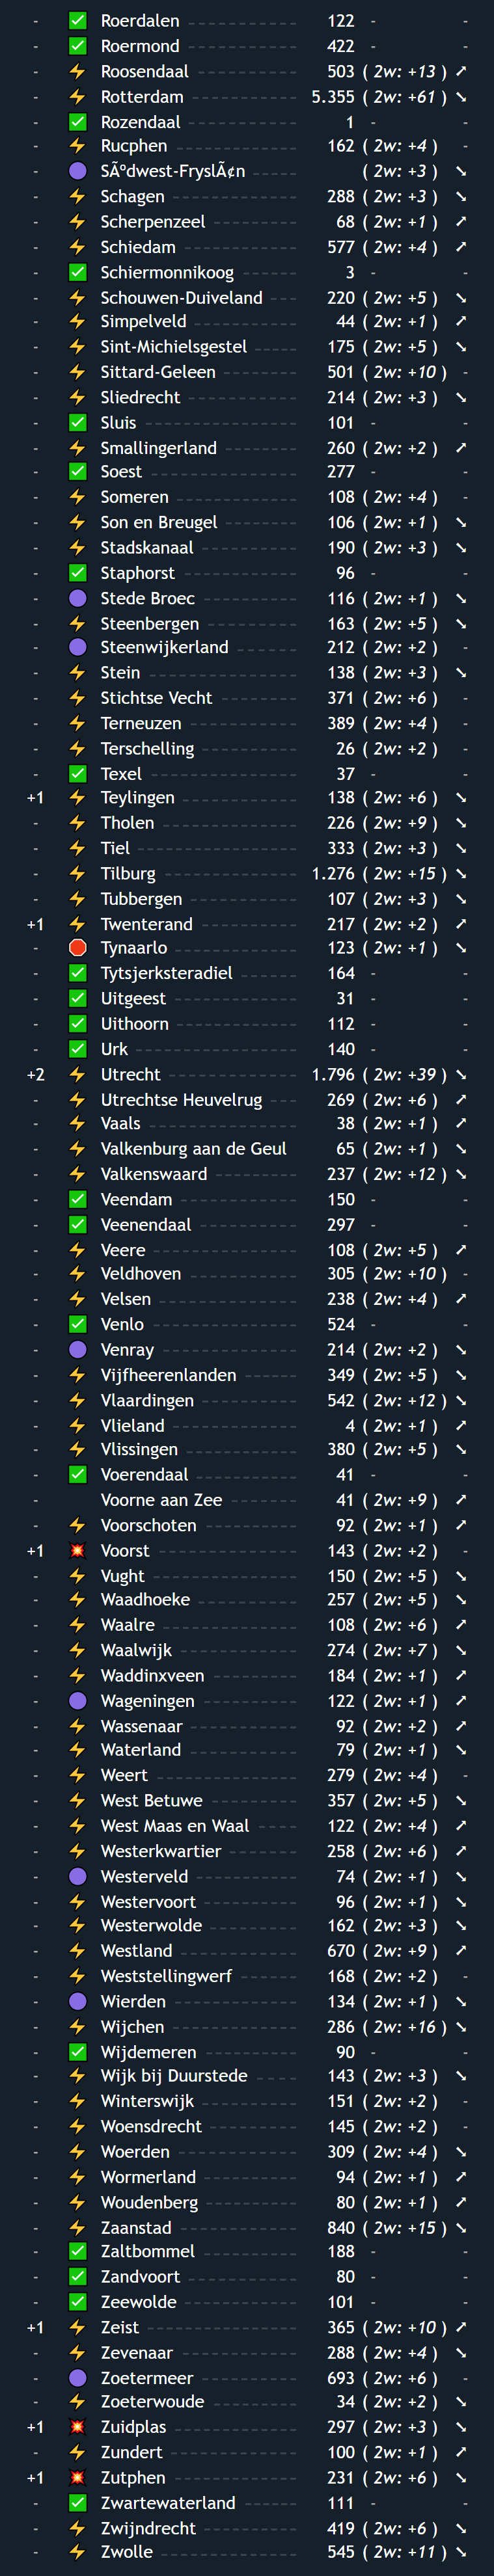 - ✅ Roerdalen 122 - -
- ✅ Roermond 422 - -
- ⚡ Roosendaal 503 ( 2w: +13 ) ➚
- ⚡ Rotterdam 5.355 ( 2w: +61 ) ➘
- ✅ Rozendaal 1 - -
- ⚡ Rucphen 162 ( 2w: +4 ) -
- 🟣 SÃºdwest-FryslÃ¢n ( 2w: +3 ) ➘
- ⚡ Schagen 288 ( 2w: +3 ) ➘
- ⚡ Scherpenzeel 68 ( 2w: +1 ) ➚
- ⚡ Schiedam 577 ( 2w: +4 ) ➚
- ✅ Schiermonnikoog 3 - -
- ⚡ Schouwen-Duiveland 220 ( 2w: +5 ) ➘
- ⚡ Simpelveld 44 ( 2w: +1 ) ➚
- ⚡ Sint-Michielsgestel 175 ( 2w: +5 ) ➘
- ⚡ Sittard-Geleen 501 ( 2w: +10 ) -
- ⚡ Sliedrecht 214 ( 2w: +3 ) ➘
- ✅ Sluis 101 - -
- ⚡ Smallingerland 260 ( 2w: +2 ) ➚
- ✅ Soest 277 - -
- ⚡ Someren 108 ( 2w: +4 ) -
- ⚡ Son en Breugel 106 ( 2w: +1 ) ➘
- ⚡ Stadskanaal 190 ( 2w: +3 ) ➘
- ✅ Staphorst 96 - -
- 🟣 Stede Broec 116 ( 2w: +1 ) ➘
- ⚡ Steenbergen 163 ( 2w: +5 ) ➘
- 🟣 Steenwijkerland 212 ( 2w: +2 ) -
- ⚡ Stein 138 ( 2w: +3 ) ➘
- ⚡ Stichtse Vecht 371 ( 2w: +6 ) -
- ⚡ Terneuzen 389 ( 2w: +4 ) -
- ⚡ Terschelling 26 ( 2w: +2 ) -
- ✅ Texel 37 - -
+1 ⚡ Teylingen 138 ( 2w: +6 ) ➘
- ⚡ Tholen 226 ( 2w: +9 ) ➘
- ⚡ Tiel 333 ( 2w: +3 ) ➘
- ⚡ Tilburg 1.276 ( 2w: +15 ) ➘
- ⚡ Tubbergen 107 ( 2w: +3 ) ➘
+1 ⚡ Twenterand 217 ( 2w: +2 ) ➚
- 🛑 Tynaarlo 123 ( 2w: +1 ) ➘
- ✅ Tytsjerksteradiel 164 - -
- ✅ Uitgeest 31 - -
- ✅ Uithoorn 112 - -
- ✅ Urk 140 - -
+2 ⚡ Utrecht 1.796 ( 2w: +39 ) ➘
- ⚡ Utrechtse Heuvelrug 269 ( 2w: +6 ) ➚
- ⚡ Vaals 38 ( 2w: +1 ) ➚
- ⚡ Valkenburg aan de Geul 65 ( 2w: +1 ) ➘
- ⚡ Valkenswaard 237 ( 2w: +12 ) ➘
- ✅ Veendam 150 - -
- ✅ Veenendaal 297 - -
- ⚡ Veere 108 ( 2w: +5 ) ➚
- ⚡ Veldhoven 305 ( 2w: +10 ) -
- ⚡ Velsen 238 ( 2w: +4 ) ➚
- ✅ Venlo 524 - -
- 🟣 Venray 214 ( 2w: +2 ) ➘
- ⚡ Vijfheerenlanden 349 ( 2w: +5 ) ➘
- ⚡ Vlaardingen 542 ( 2w: +12 ) ➘
- ⚡ Vlieland 4 ( 2w: +1 ) ➚
- ⚡ Vlissingen 380 ( 2w: +5 ) ➘
- ✅ Voerendaal 41 - -
Voorne aan Zee 41 ( 2w: +9 ) ➚
- ⚡ Voorschoten 92 ( 2w: +1 ) ➚
+1 💥 Voorst 143 ( 2w: +2 ) -
- ⚡ Vught 150 ( 2w: +5 ) ➘
- ⚡ Waadhoeke 257 ( 2w: +5 ) ➘
- ⚡ Waalre 108 ( 2w: +6 ) ➚
- ⚡ Waalwijk 274 ( 2w: +7 ) ➘
- ⚡ Waddinxveen 184 ( 2w: +1 ) ➚
- 🟣 Wageningen 122 ( 2w: +1 ) ➚
- ⚡ Wassenaar 92 ( 2w: +2 ) ➚
- ⚡ Waterland 79 ( 2w: +1 ) ➘
- ⚡ Weert 279 ( 2w: +4 ) -
- ⚡ West Betuwe 357 ( 2w: +5 ) ➘
- ⚡ West Maas en Waal 122 ( 2w: +4 ) ➚
- ⚡ Westerkwartier 258 ( 2w: +6 ) ➚
- 🟣 Westerveld 74 ( 2w: +1 ) ➘
- ⚡ Westervoort 96 ( 2w: +1 ) ➘
- ⚡ Westerwolde 162 ( 2w: +3 ) ➘
- ⚡ Westland 670 ( 2w: +9 ) ➚
- ⚡ Weststellingwerf 168 ( 2w: +2 ) -
- 🟣 Wierden 134 ( 2w: +1 ) ➘
- ⚡ Wijchen 286 ( 2w: +16 ) ➘
- ✅ Wijdemeren 90 - -
- ⚡ Wijk bij Duurstede 143 ( 2w: +3 ) ➘
- ⚡ Winterswijk 151 ( 2w: +2 ) -
- ⚡ Woensdrecht 145 ( 2w: +2 ) -
- ⚡ Woerden 309 ( 2w: +4 ) ➘
- ⚡ Wormerland 94 ( 2w: +1 ) ➚
- ⚡ Woudenberg 80 ( 2w: +1 ) ➚
- ⚡ Zaanstad 840 ( 2w: +15 ) ➘
- ✅ Zaltbommel 188 - -
- ✅ Zandvoort 80 - -
- ✅ Zeewolde 101 - -
+1 ⚡ Zeist 365 ( 2w: +10 ) ➚
- ⚡ Zevenaar 288 ( 2w: +4 ) ➘
- 🟣 Zoetermeer 693 ( 2w: +6 ) -
- ⚡ Zoeterwoude 34 ( 2w: +2 ) ➘
+1 💥 Zuidplas 297 ( 2w: +3 ) ➘
- ⚡ Zundert 100 ( 2w: +1 ) ➚
+1 💥 Zutphen 231 ( 2w: +6 ) ➘
- ✅ Zwartewaterland 111 - -
- ⚡ Zwijndrecht 419 ( 2w: +6 ) ➘
- ⚡ Zwolle 545 ( 2w: +11 ) ➘